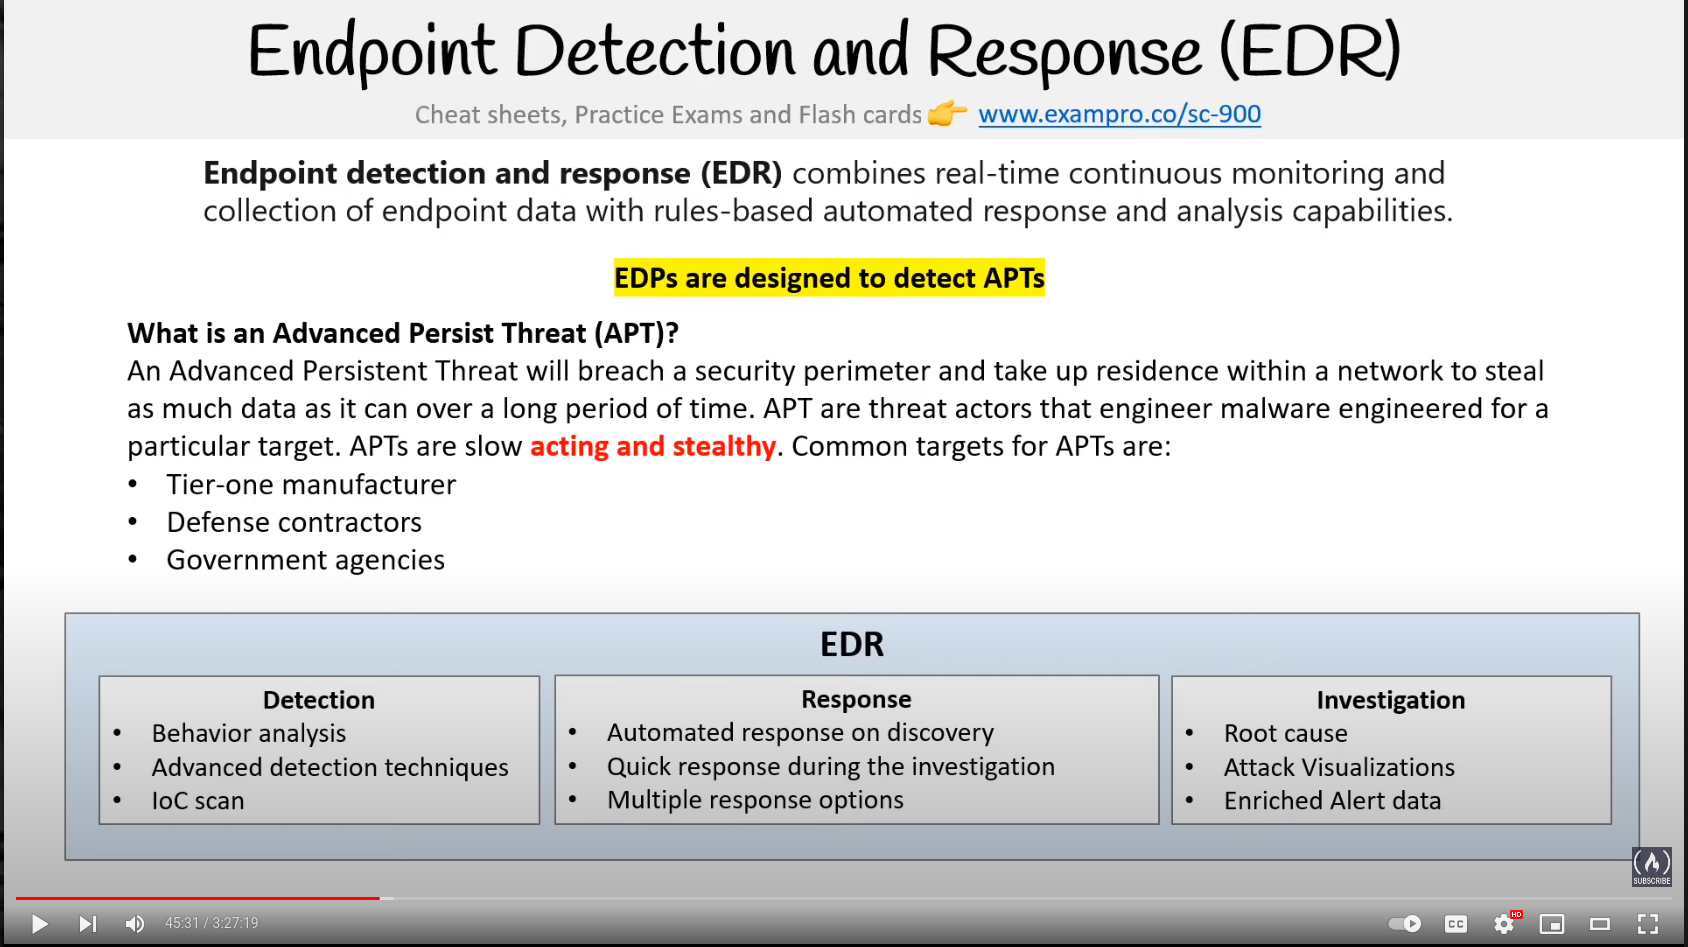 Endpoint Detection and Response (EDR)
Cheat sheets, Practice Exams and Flash cards 👉 www.exampro.co/sc-900
Endpoint detection and response (EDR) combines real-time continuous monitoring and
collection of endpoint data with rules-based automated response and analysis capabilities.
EDPs are designed to detect APTs
What is an Advanced Persist Threat (APT)?
An Advanced Persistent Threat will breach a security perimeter and take up residence within a network to steal
as much data as it can over a long period of time. APT are threat actors that engineer malware engineered for a
particular target. APTs are slow acting and stealthy. Common targets for APTs are:
• Tier-one manufacturer
• Defense contractors
• Government agencies
EDR
Detection
• Behavior analysis
• Advanced detection techniques
• IoC scan
Response
• Automated response on discovery
• Quick response during the investigation
• Multiple response options
Investigation
• Root cause
• Attack Visualizations
• Enriched Alert data
SUBSCRIBE
45:31 / 3:27:19
CC
HD